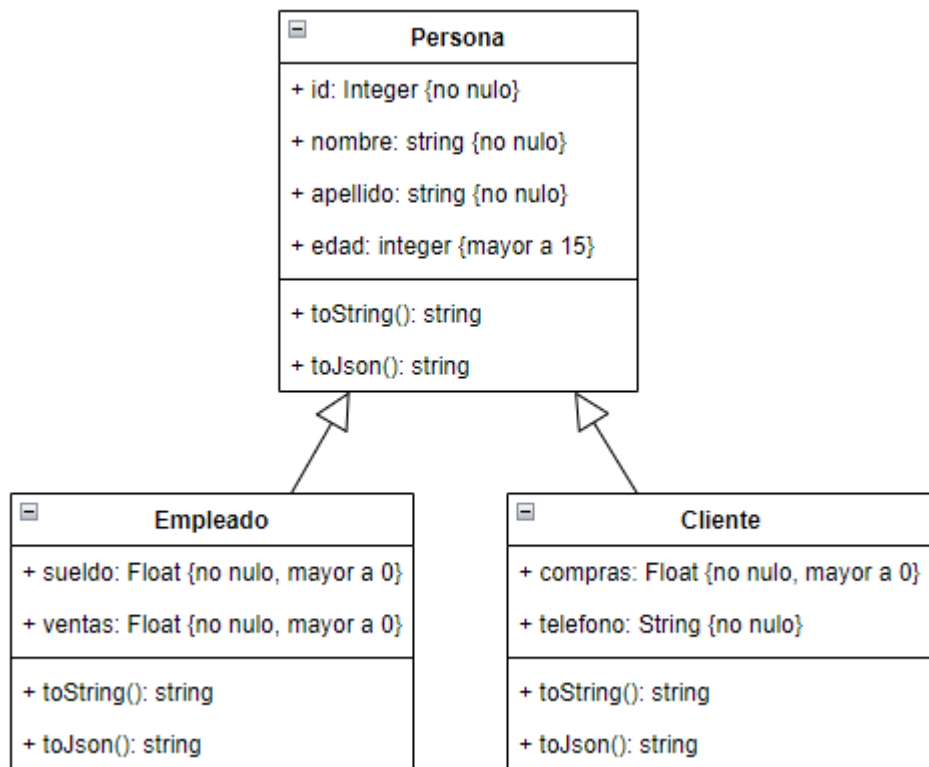 Persona
+ id: Integer {no nulo}
+ nombre: string {no nulo}
+ apellido: string {no nulo}
+ edad: integer {mayor a 15}
+ toString(): string
+ toJson(): string
Empleado
+ sueldo: Float {no nulo, mayor a 0}
+ ventas: Float {no nulo, mayor a 0}
+ toString(): string
+ toJson(): string
Cliente
+ compras: Float {no nulo, mayor a 0}
+ telefono: String {no nulo}
+ toString(): string
+ toJson(): string